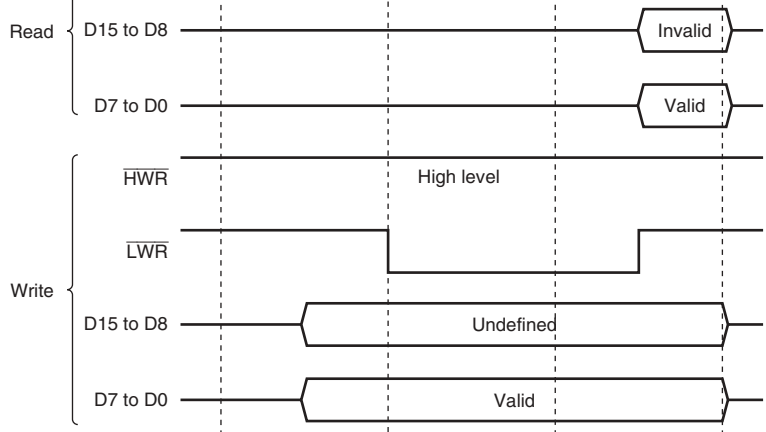 Read
D15 to D8
Invalid
D7 to D0
Valid
HWR
High level
LWR
Write
D15 to D8
Undefined
D7 to D0
Valid